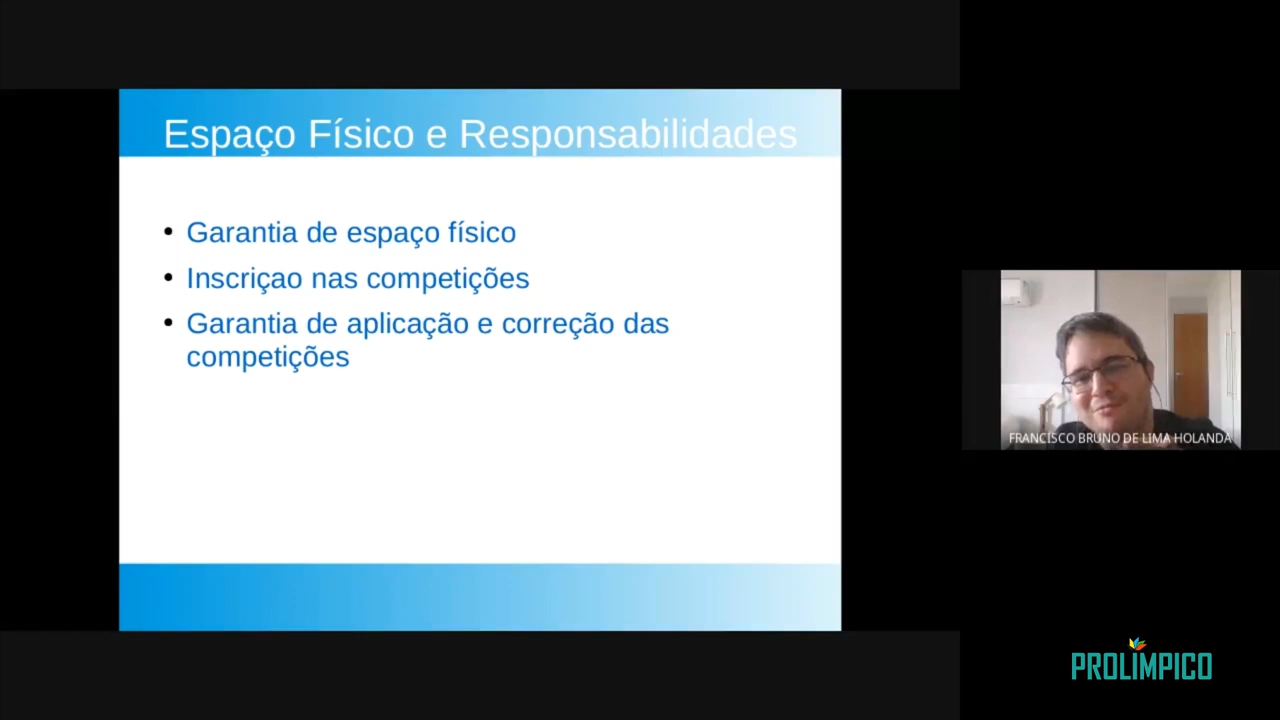 Espaço Físico e Responsabilidades
• Garantia de espaço físico
• Inscriçao nas competições
• Garantia de aplicação e correção das
competições
FRANCISCO BRUNO DE LIMA HOLANDA
PROLÍMPICO